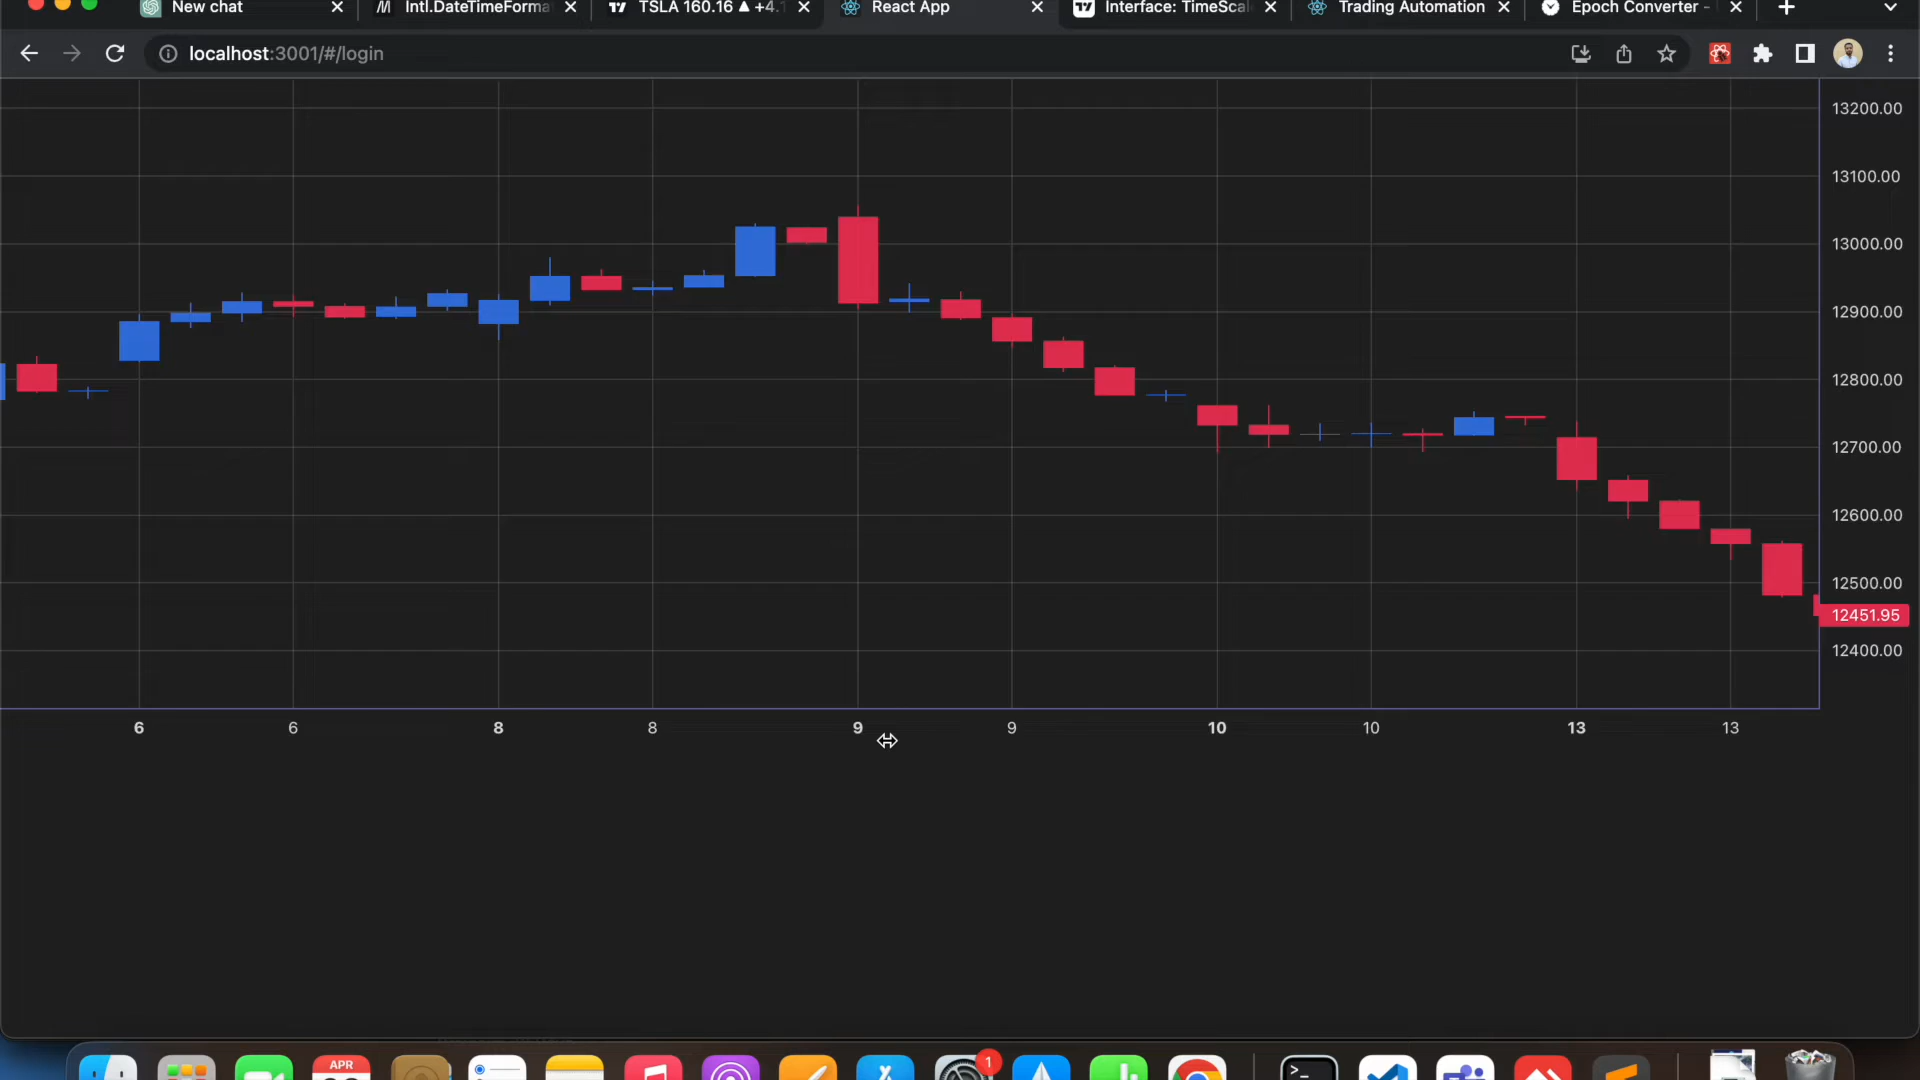 New chat
Intl.DateTimeForma
TSLA 160.16 ▲ +4.1
React App
Interface: TimeScal
Trading Automation
Epoch Converter -
localhost:3001/#/login
13200.00
13100.00
13000.00
12900.00
12800.00
12700.00
12600.00
12500.00
12451.95
12400.00
6 6 8 8 9 9 10 10 13 13
APR
1